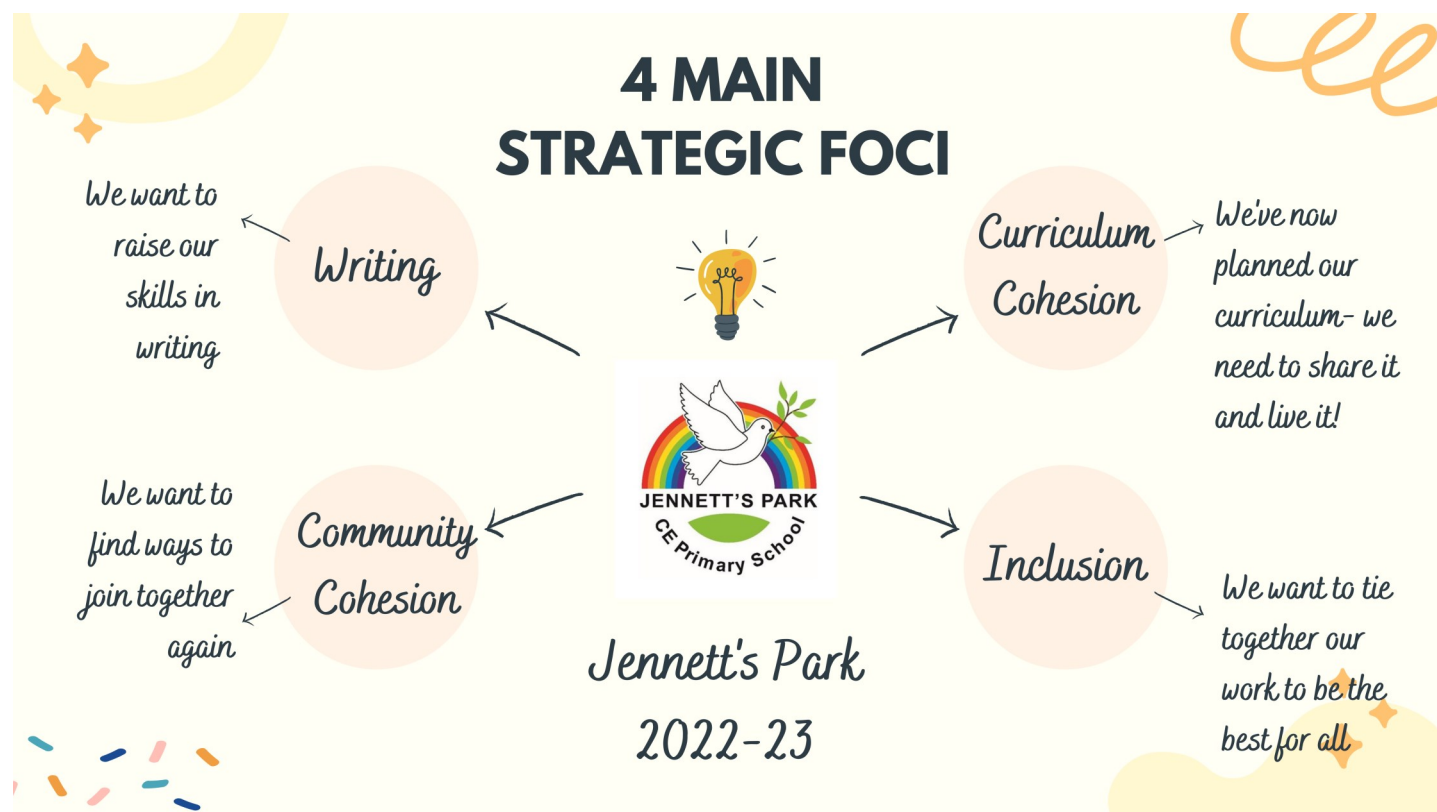 4 MAIN
STRATEGIC FOCI
We want to
raise our
skills in
writing
Writing
Curriculum
Cohesion
We've now
planned our
curriculum- we
need to share it
and live it!
JENNETT'S PARK
CE Primary School
We want to
find ways to
join together
again
Community
Cohesion
Inclusion
We want to tie
together our
work to be the
best for all
Jennett's Park
2022-23